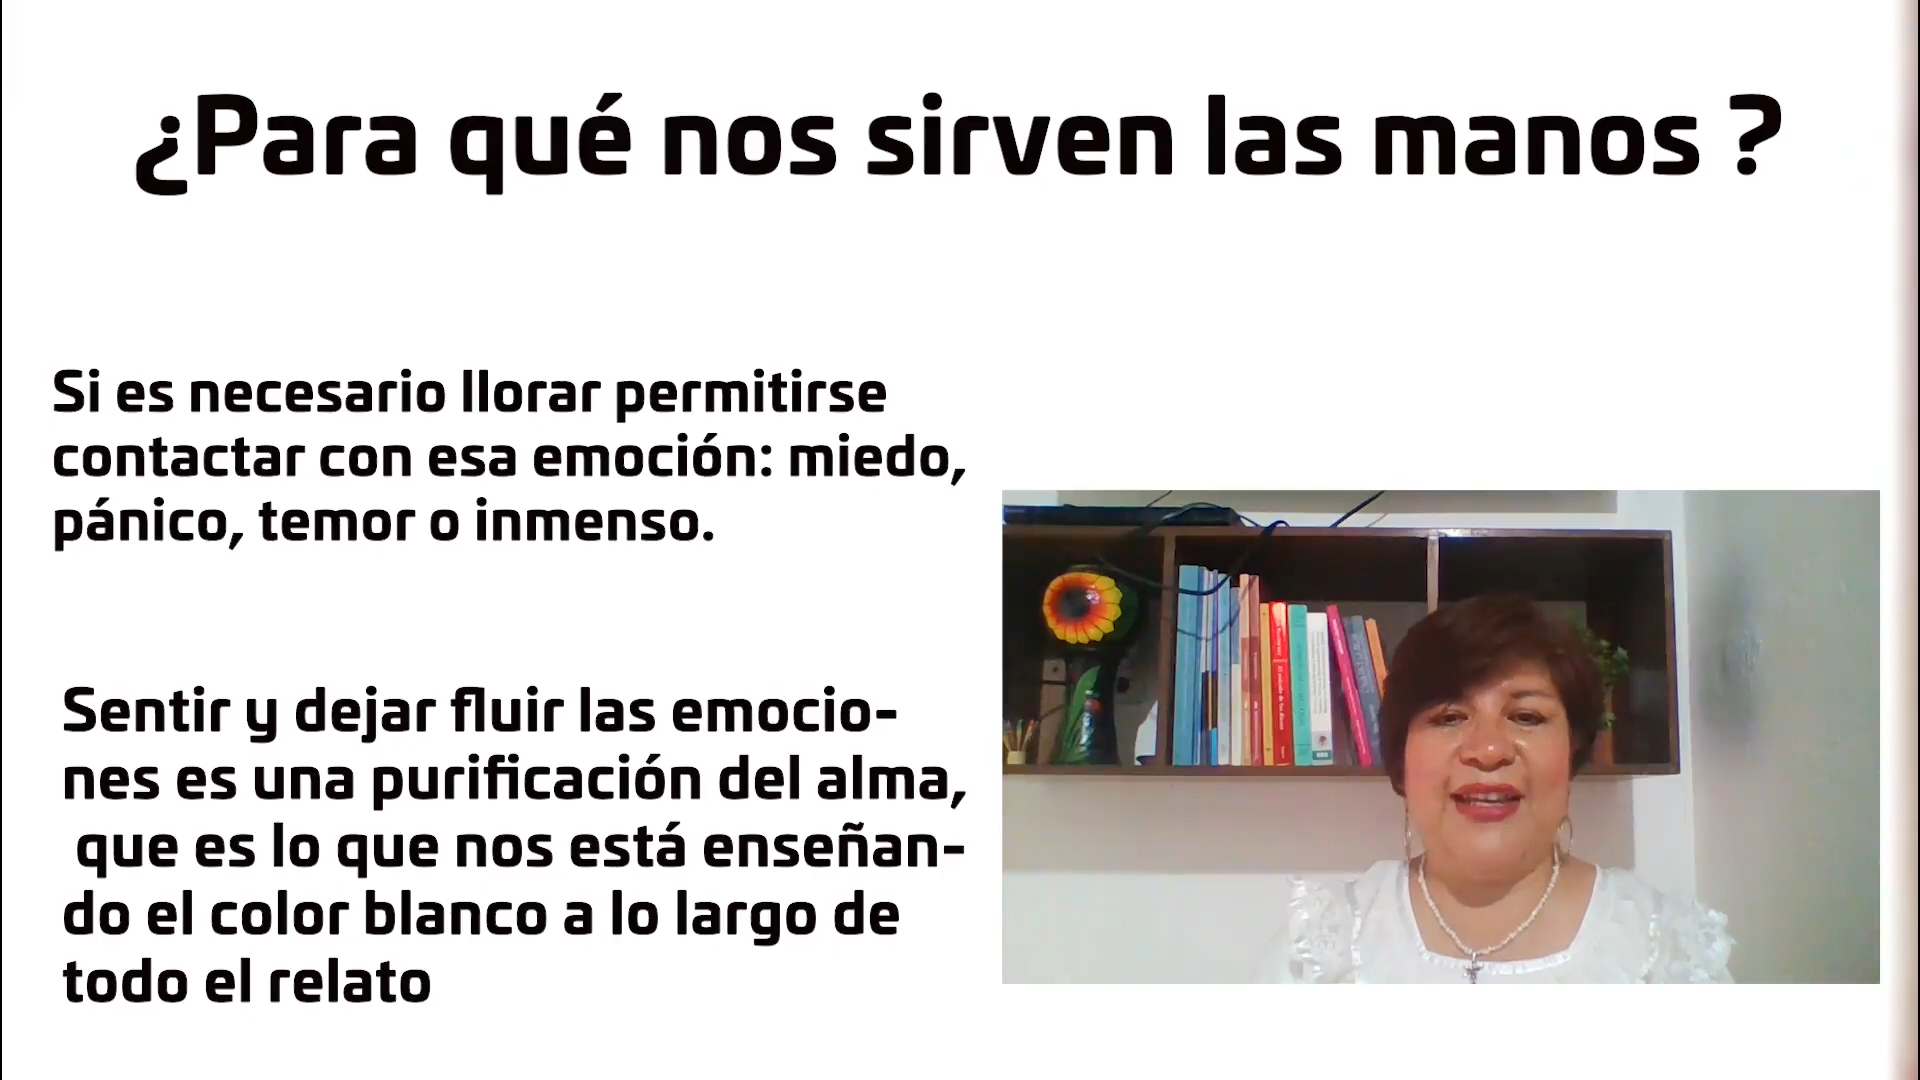 ¿Para qué nos sirven las manos ?
Si es necesario llorar permitirse
contactar con esa emoción: miedo,
pánico, temor o inmenso.
Sentir y dejar fluir las emocio-
nes es una purificación del alma,
que es lo que nos está enseñan-
do el color blanco a lo largo de
todo el relato